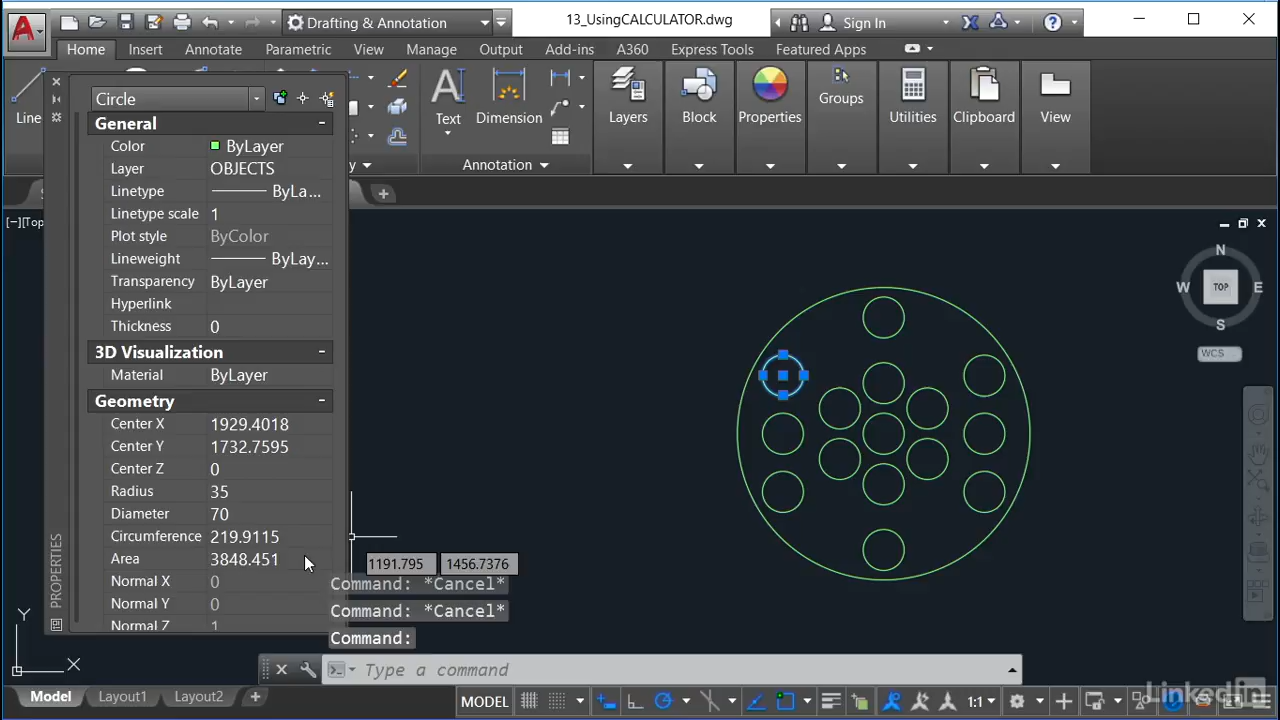 Drafting & Annotation
13_UsingCALCULATOR.dwg
Sign In
Home Insert Annotate Parametric View Manage Output Add-ins A360 Express Tools Featured Apps
Line
Text
Dimension
Layers
Block
Properties
Groups
Utilities
Clipboard
View
Annotation
Circle
General
Color ByLayer
Layer OBJECTS
Linetype ByLa...
Linetype scale 1
Plot style ByColor
Lineweight ByLay...
Transparency ByLayer
Hyperlink
Thickness 0
3D Visualization
Material ByLayer
Geometry
Center X 1929.4018
Center Y 1732.7595
Center Z 0
Radius 35
Diameter 70
Circumference 219.9115
Area 3848.451
Normal X 0
Normal Y 0
Normal Z 1
PROPERTIES
[−][Top
N
W TOP E
S
WCS
1191.795 1456.7376
Command: *Cancel*
Command: *Cancel*
Command:
Type a command
Y
X
Model Layout1 Layout2
MODEL
1:1
LinkedIn